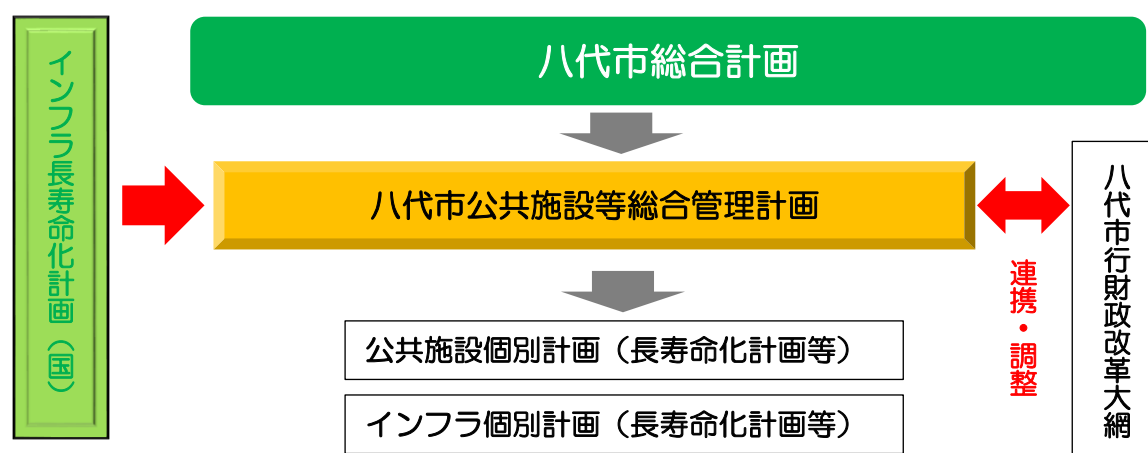 インフラ長寿命化計画（国）
八代市総合計画
八代市公共施設等総合管理計画
連携・調整
八代市行財政改革大網
公共施設個別計画（長寿命化計画等）
インフラ個別計画（長寿命化計画等）